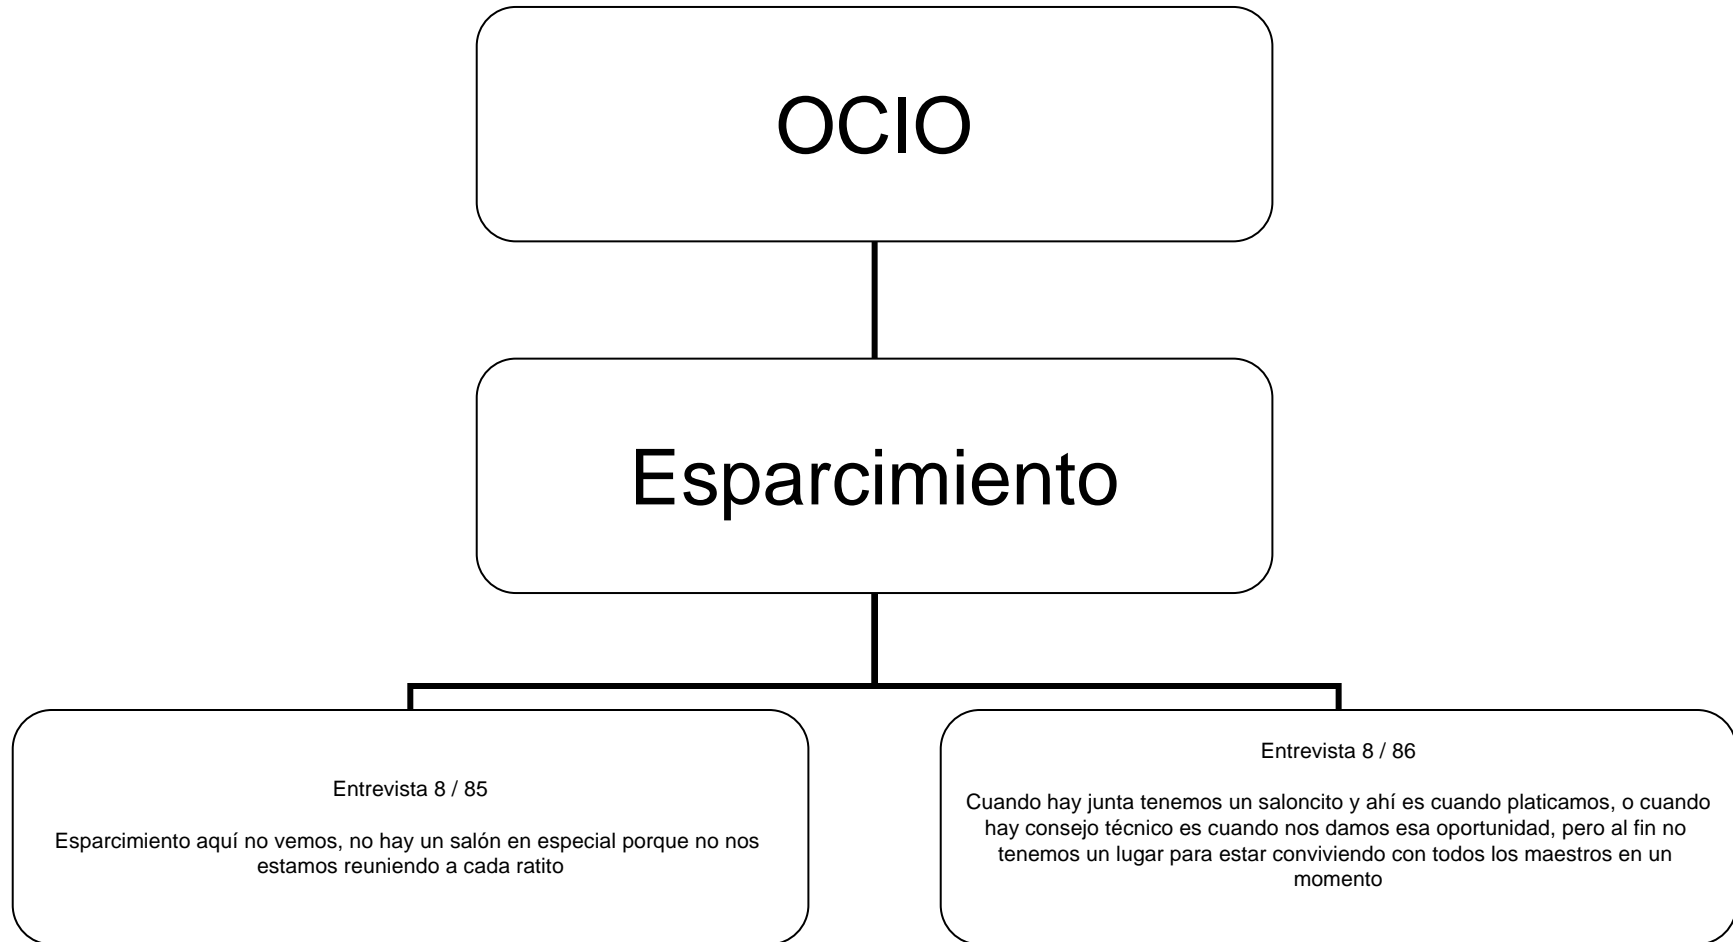 OCIO
Esparcimiento
Entrevista 8 / 85
Esparcimiento aquí no vemos, no hay un salón en especial porque no nos
estamos reuniendo a cada ratito
Entrevista 8 / 86
Cuando hay junta tenemos un saloncito y ahí es cuando platicamos, o cuando
hay consejo técnico es cuando nos damos esa oportunidad, pero al fin no
tenemos un lugar para estar conviviendo con todos los maestros en un
momento